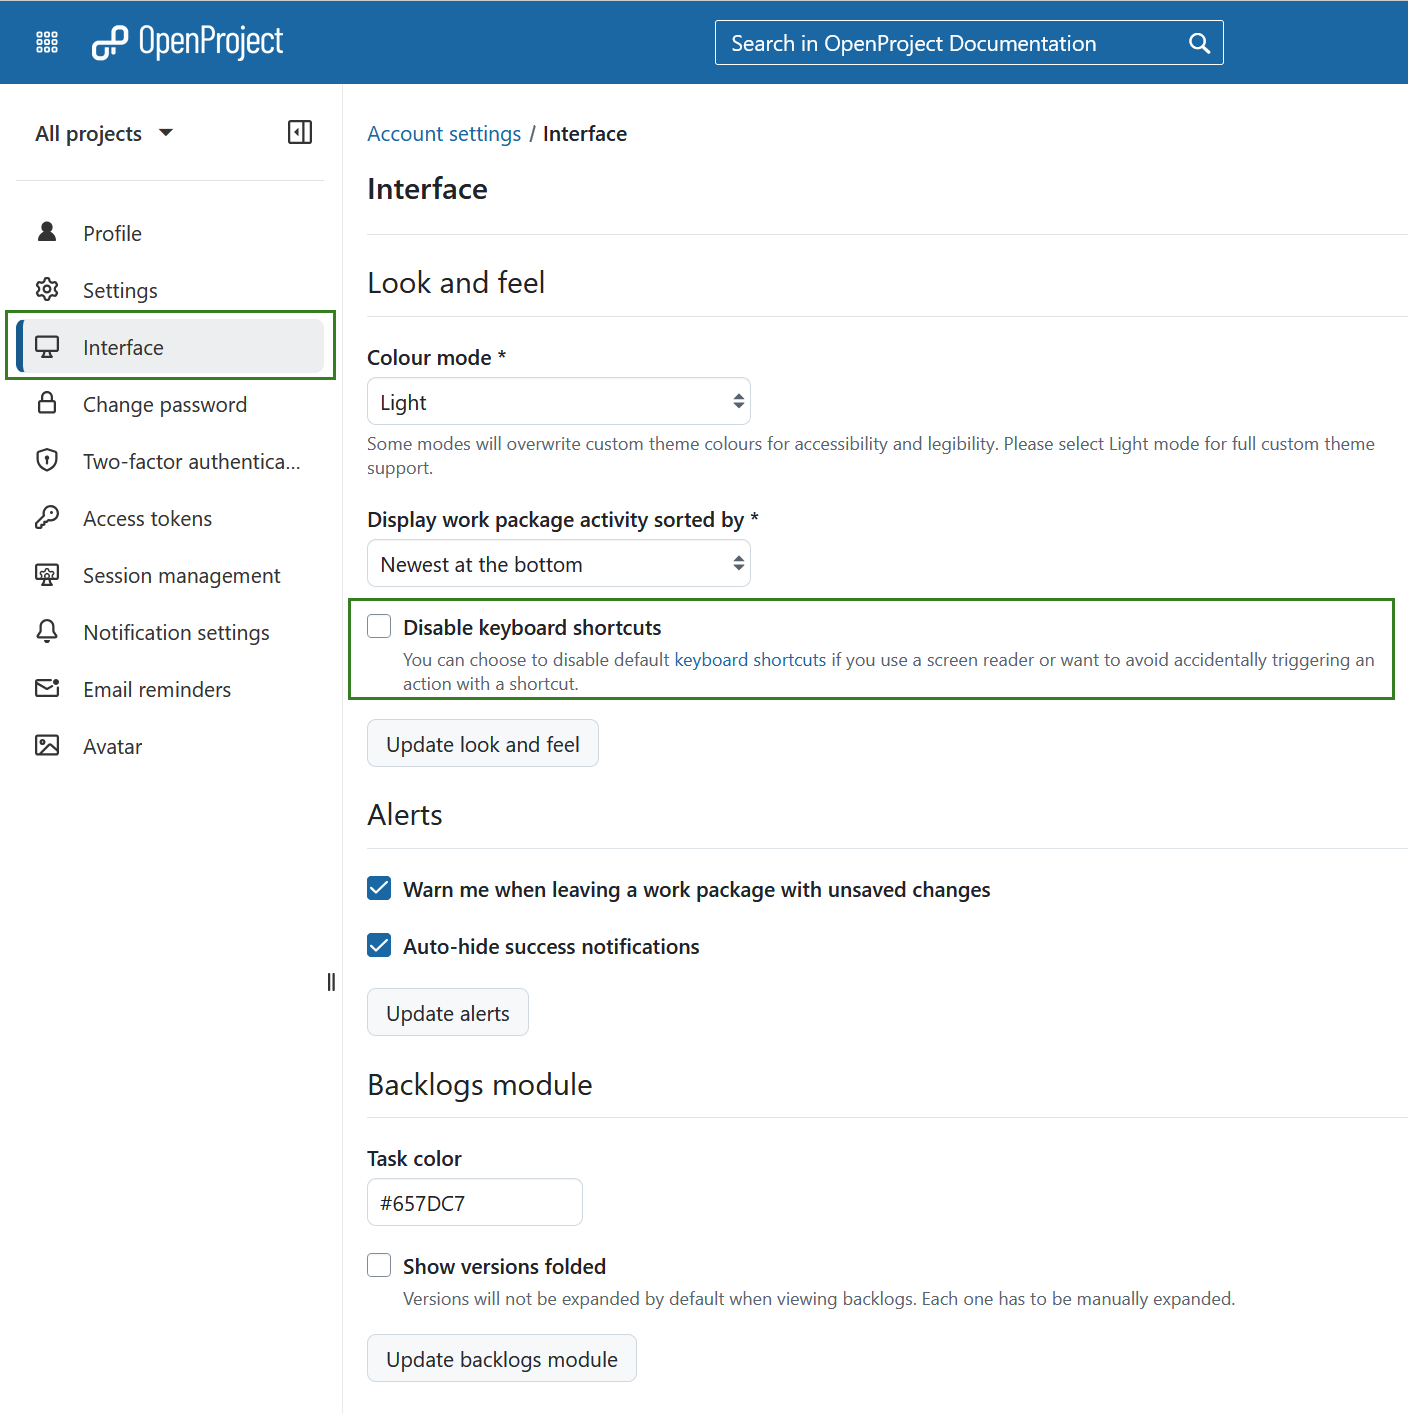 OpenProject
Search in OpenProject Documentation
All projects
Profile
Settings
Interface
Change password
Two-factor authentica...
Access tokens
Session management
Notification settings
Email reminders
Avatar
Account settings / Interface
Interface
Look and feel
Colour mode *
Light
Some modes will overwrite custom theme colours for accessibility and legibility. Please select Light mode for full custom theme
support.
Display work package activity sorted by *
Newest at the bottom
Disable keyboard shortcuts
You can choose to disable default keyboard shortcuts if you use a screen reader or want to avoid accidentally triggering an
action with a shortcut.
Update look and feel
Alerts
Warn me when leaving a work package with unsaved changes
Auto-hide success notifications
Update alerts
Backlogs module
Task color
#657DC7
Show versions folded
Versions will not be expanded by default when viewing backlogs. Each one has to be manually expanded.
Update backlogs module